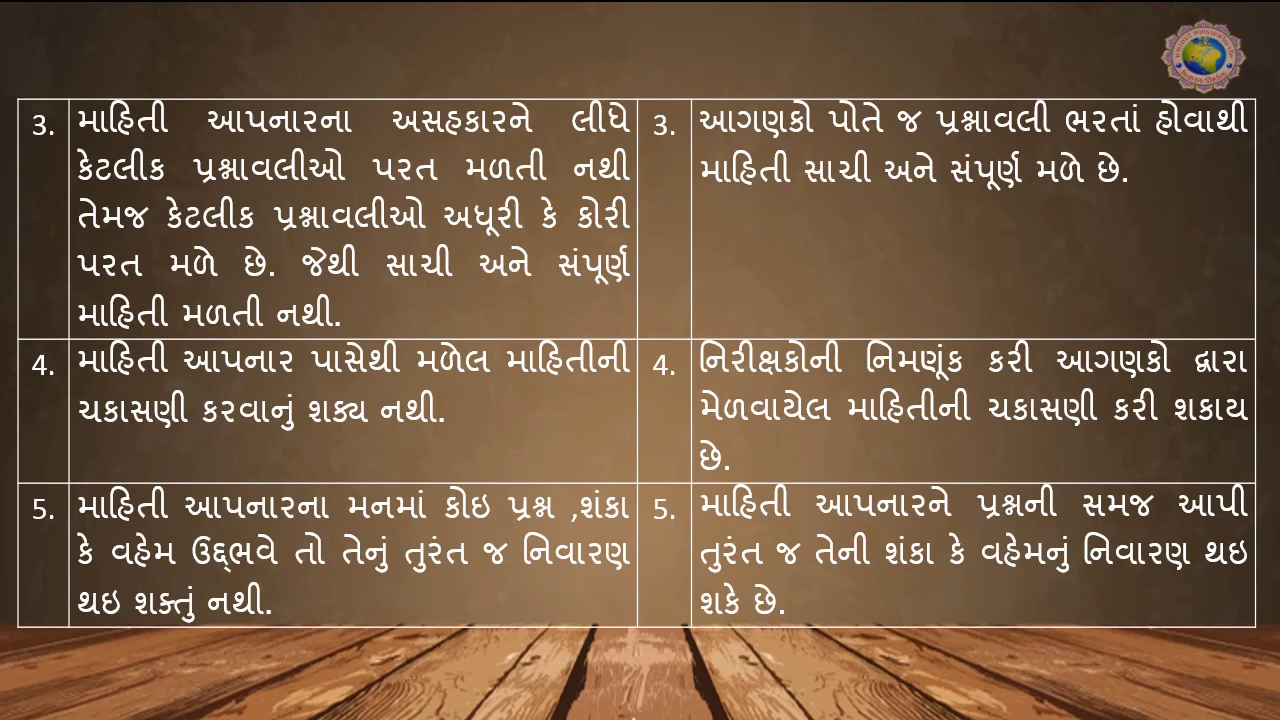 3.
માહિતી આપનારના અસહકારને લીધે
કેટલીક પ્રશ્નાવલીઓ પરત મળતી નથી
તેમજ કેટલીક પ્રશ્નાવલીઓ અધૂરી કે કોરી
પરત મળે છે. જેથી સાચી અને સંપૂર્ણ
માહિતી મળતી નથી.
3.
આગણકો પોતે જ પ્રશ્નાવલી ભરતાં હોવાથી
માહિતી સાચી અને સંપૂર્ણ મળે છે.
4.
માહિતી આપનાર પાસેથી મળેલ માહિતીની
ચકાસણી કરવાનું શક્ય નથી.
4.
નિરીક્ષકોની નિમણૂંક કરી આગણકો દ્વારા
મેળવાયેલ માહિતીની ચકાસણી કરી શકાય
છે.
5.
માહિતી આપનારના મનમાં કોઇ પ્રશ્ન ,શંકા
કે વહેમ ઉદ્દ્ભવે તો તેનું તુરંત જ નિવારણ
થઇ શક્તું નથી.
5.
માહિતી આપનારને પ્રશ્નની સમજ આપી
તુરંત જ તેની શંકા કે વહેમનું નિવારણ થઇ
શકે છે.